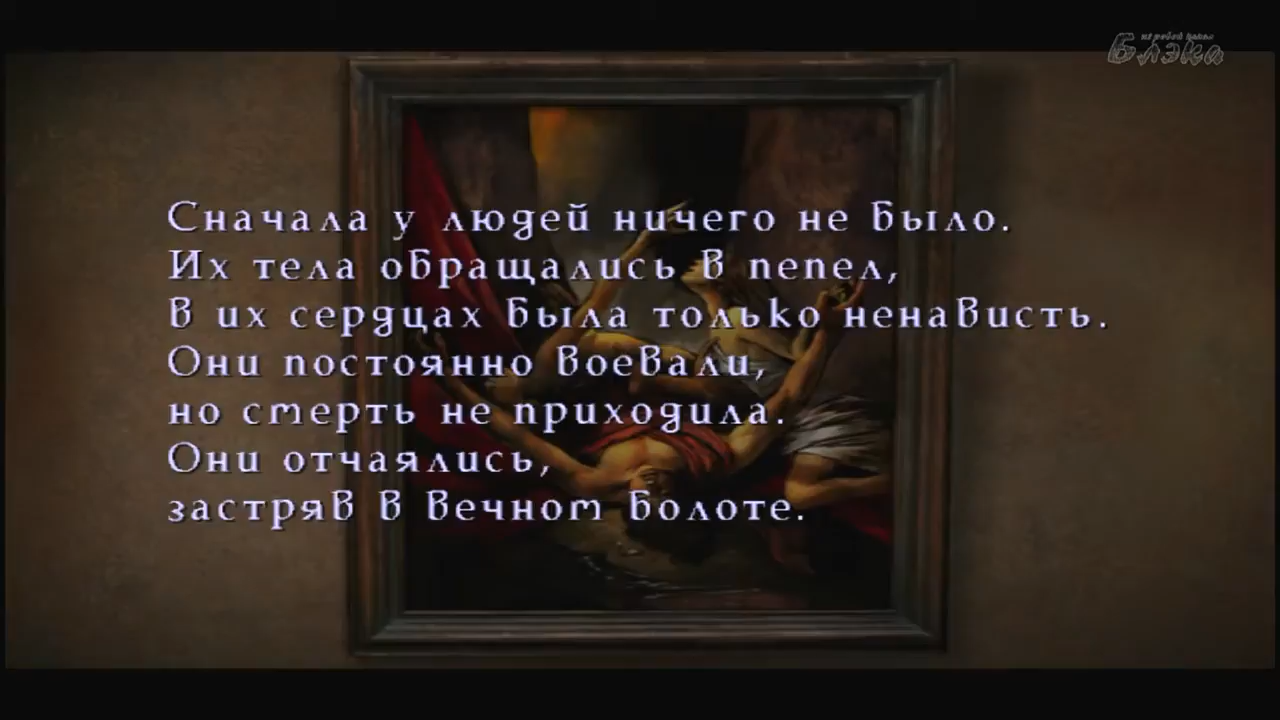 Блэка
Сначала у людей ничего не было.
Их тела обращались в пепел,
в их сердцах была только ненависть.
Они постоянно воевали,
но смерть не приходила.
Они отчаялись,
застряв в вечном болоте.